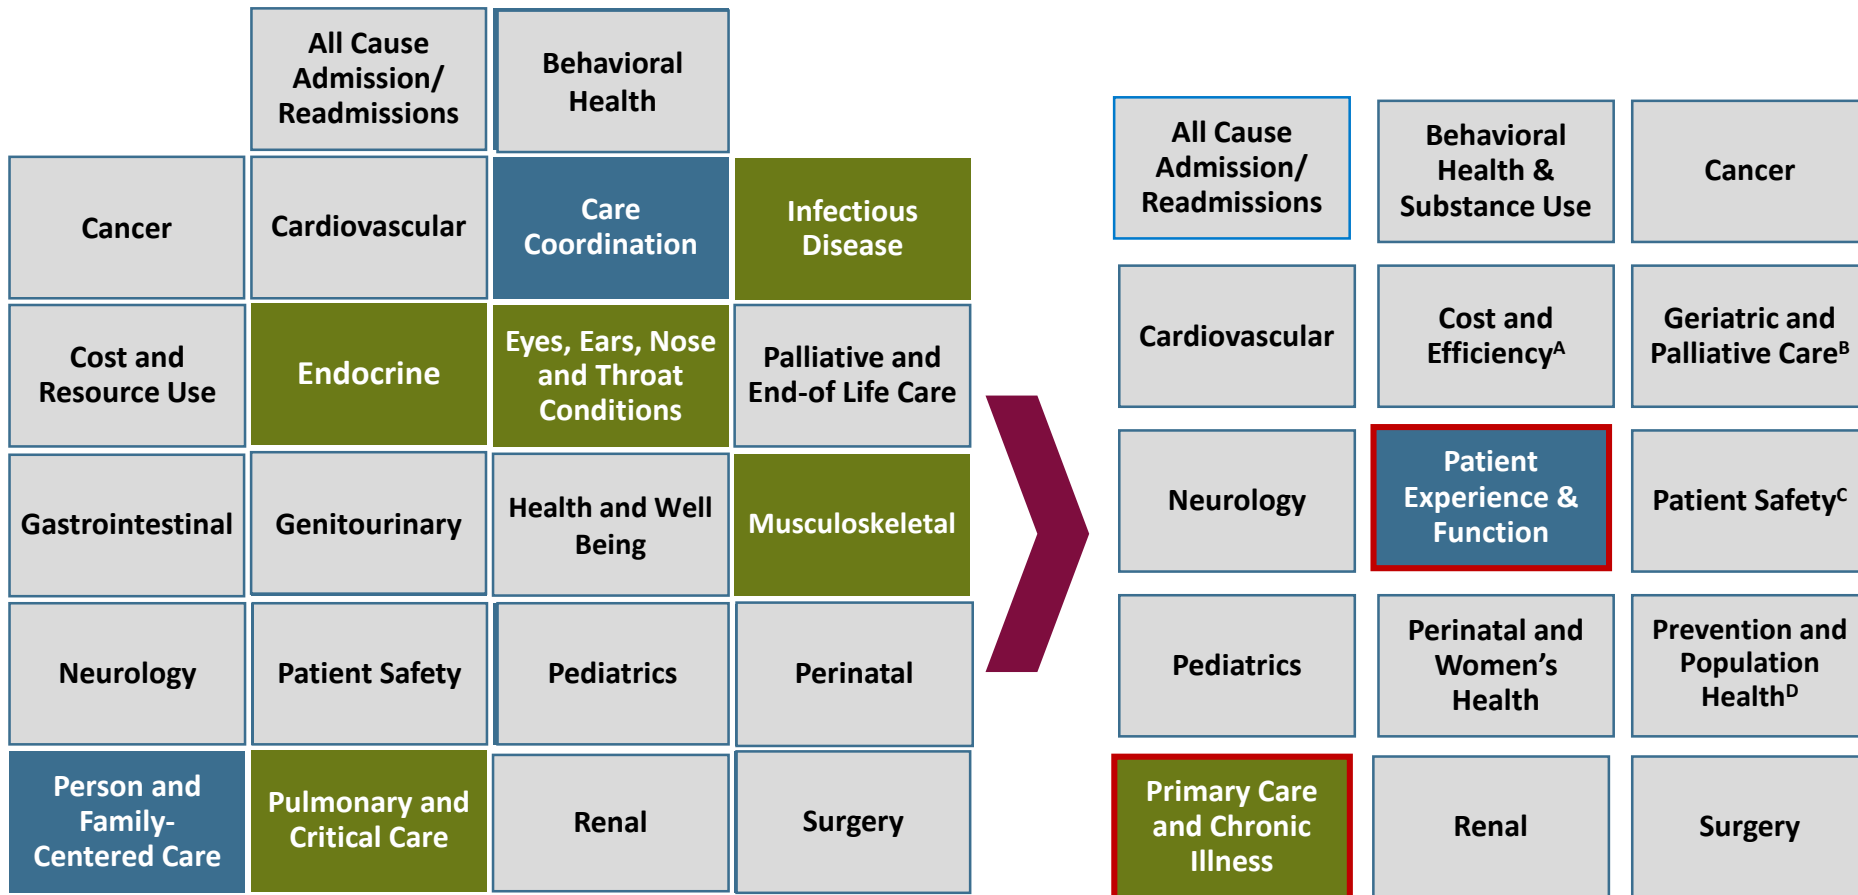 All Cause
Admission/
Readmissions
Behavioral
Health
Cancer
Cardiovascular
Care
Coordination
Infectious
Disease
Cost and
Resource Use
Endocrine
Eyes, Ears, Nose
and Throat
Conditions
Palliative and
End-of Life Care
Gastrointestinal
Genitourinary
Health and Well
Being
Musculoskeletal
Neurology
Patient Safety
Pediatrics
Perinatal
Person and
Family-
Centered Care
Pulmonary and
Critical Care
Renal
Surgery
All Cause
Admission/
Readmissions
Behavioral
Health &
Substance Use
Cancer
Cardiovascular
Cost and
Efficiencyᴬ
Geriatric and
Palliative Careᴮ
Neurology
Patient
Experience &
Function
Patient Safetyᶜ
Pediatrics
Perinatal and
Women’s
Health
Prevention and
Population
Healthᴰ
Primary Care
and Chronic
Illness
Renal
Surgery